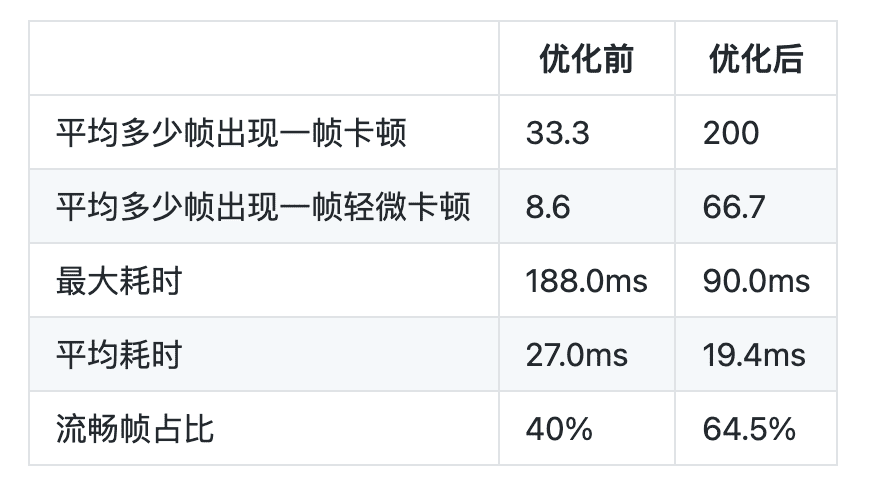 优化前 优化后
平均多少帧出现一帧卡顿 33.3 200
平均多少帧出现一帧轻微卡顿 8.6 66.7
最大耗时 188.0ms 90.0ms
平均耗时 27.0ms 19.4ms
流畅帧占比 40% 64.5%